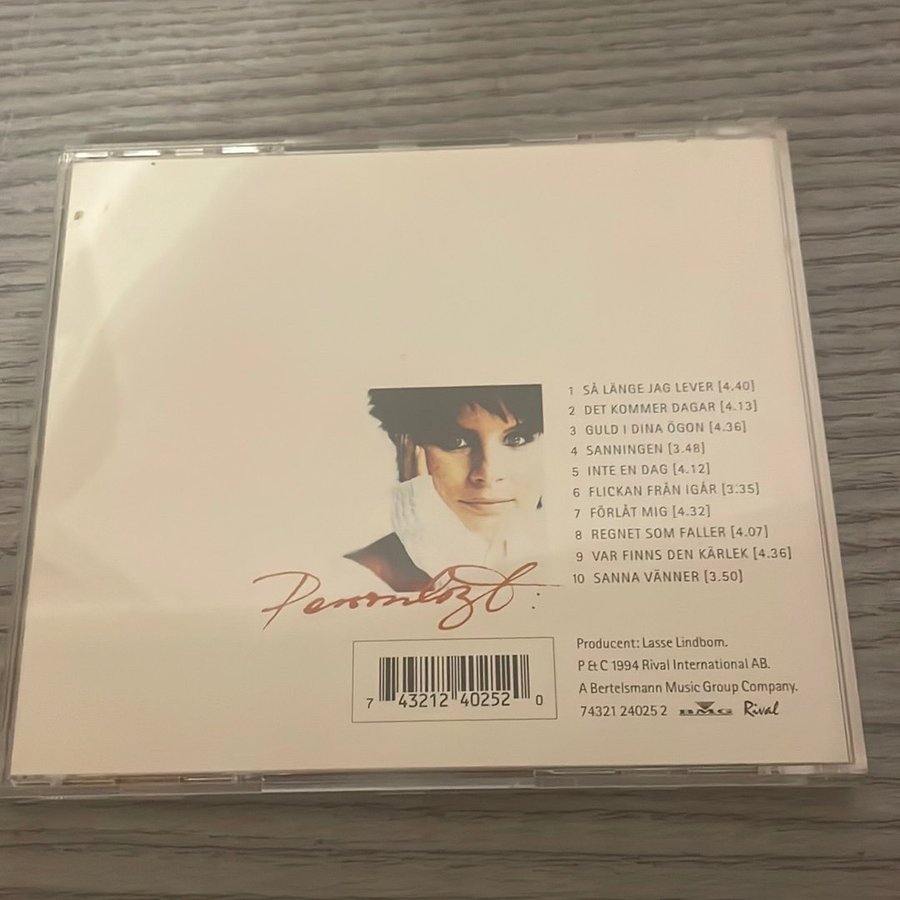 1 SÅ LÄNGE JAG LEVER [4.40]
2 DET KOMMER DAGAR [4.13]
3 GULD I DINA ÖGON [4.36]
4 SANNINGEN [3.48]
5 INTE EN DAG [4.12]
6 FLICKAN FRÅN IGÅR [3.35]
7 FÖRLÅT MIG [4.32]
8 REGNET SOM FALLER [4.07]
9 VAR FINNS DEN KÄRLEK [4.36]
10 SANNA VÄNNER [3.50]
Personligt:
Producent: Lasse Lindbom.
P & C 1994 Rival International AB.
A Bertelsmann Music Group Company.
74321 24025 2 BMG Rival
7 43212 40252 0